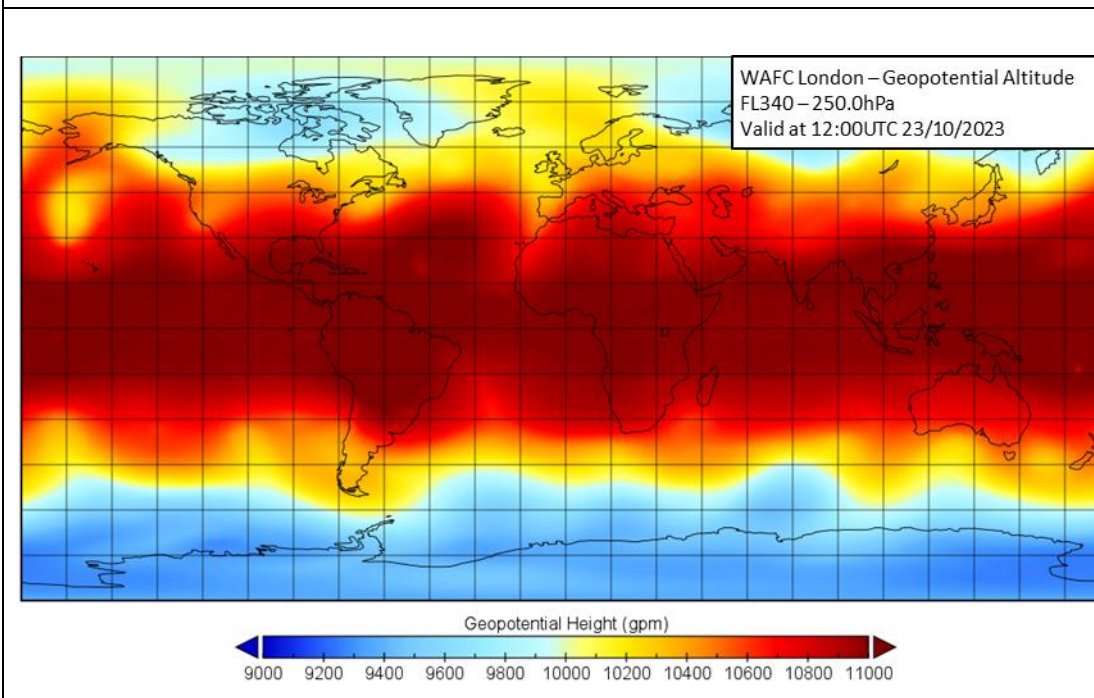 WAFC London – Geopotential Altitude
FL340 – 250.0hPa
Valid at 12:00UTC 23/10/2023
Geopotential Height (gpm)
9000 9200 9400 9600 9800 10000 10200 10400 10600 10800 11000